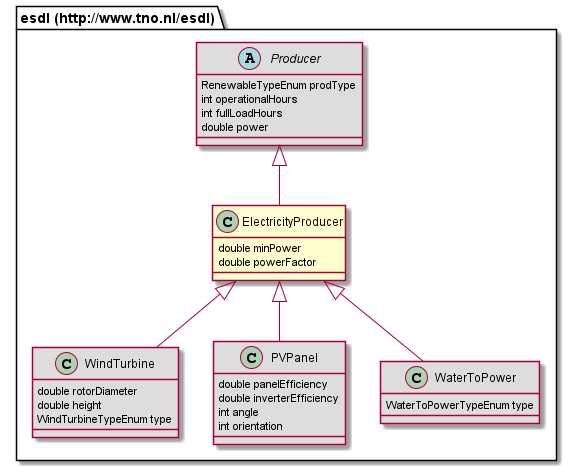 esdl (http://www.tno.nl/esdl)
A Producer
RenewableTypeEnum prodType
int operationalHours
int fullLoadHours
double power
C ElectricityProducer
double minPower
double powerFactor
C WindTurbine
double rotorDiameter
double height
WindTurbineTypeEnum type
C PVPanel
double panelEfficiency
double inverterEfficiency
int angle
int orientation
C WaterToPower
WaterToPowerTypeEnum type